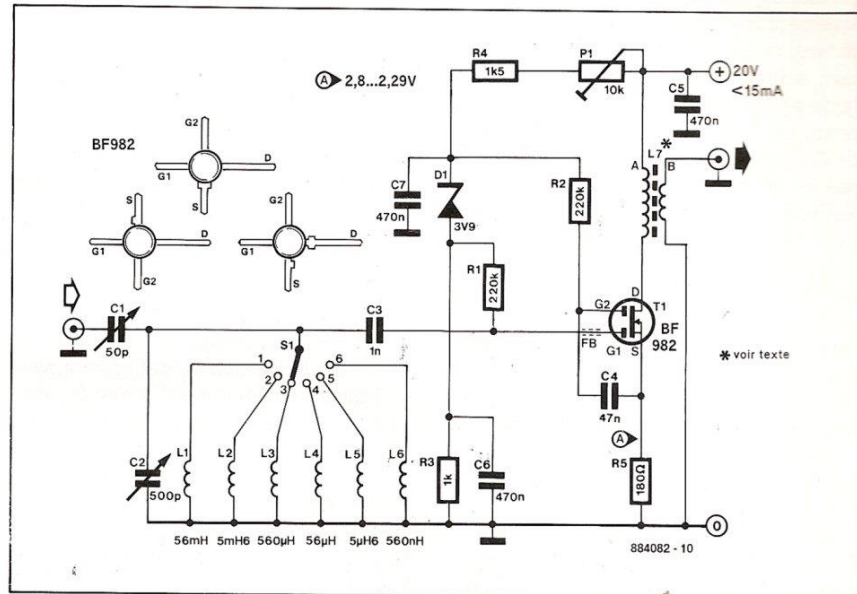 R4
1k5
P1
10k
A 2,8...2,29V
+
20V
<15mA
C5
470n
BF982
G2
G1
D
S
S
G1
D
G2
G2
G1
D
S
C7
470n
D1
3V9
R2
220k
R1
220k
A
L7
*
B
D
G2
T1
BF
982
FB
G1
S
* voir texte
C1
50p
C3
1n
S1
1
2
3
4
5
6
C4
47n
A
C2
500p
L1
L2
L3
L4
L5
L6
R3
1k
C6
470n
R5
180Ω
0
56mH
5mH6
560µH
56µH
5µH6
560nH
884082 - 10